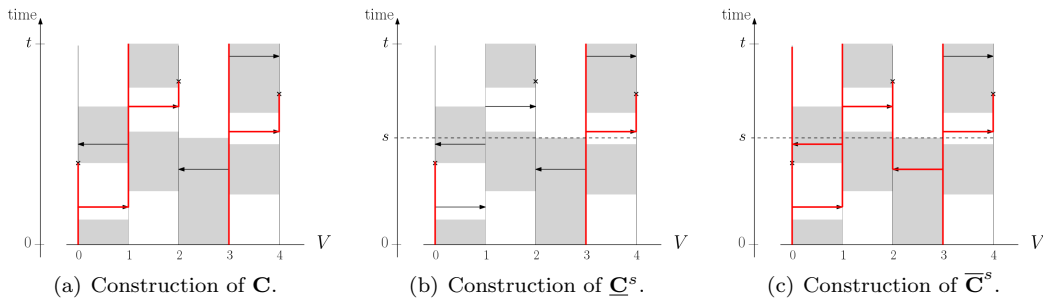 time
t
0
0 1 2 3 4
V
(a) Construction of C.
time
t
s
0
0 1 2 3 4
V
(b) Construction of C̲ˢ.
time
t
s
0
0 1 2 3 4
V
(c) Construction of C̅ˢ.